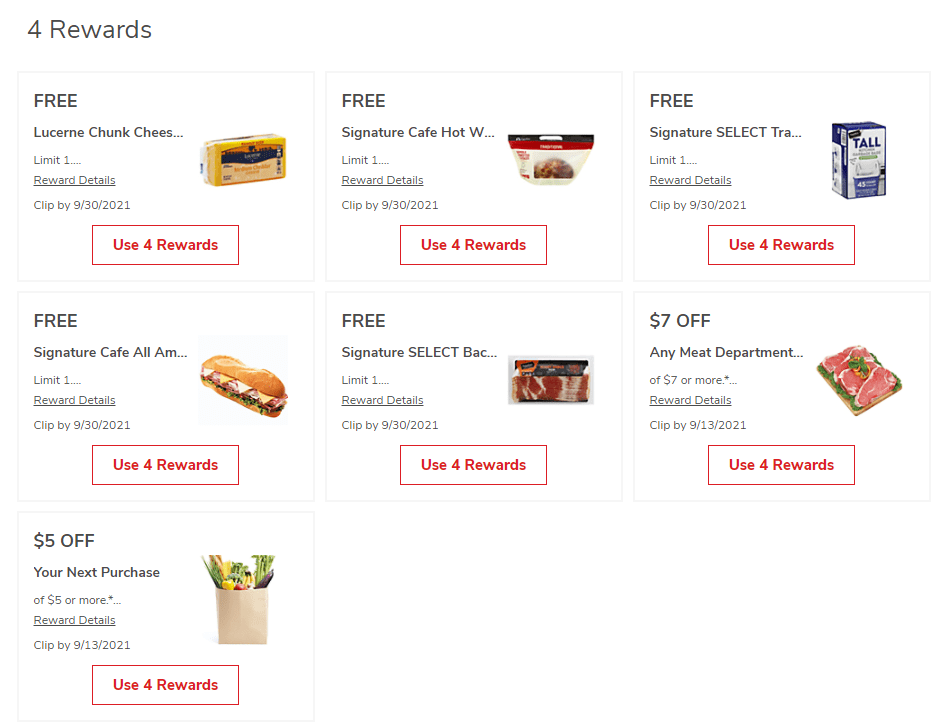 4 Rewards
FREE
Lucerne Chunk Chees...
Limit 1....
Reward Details
Clip by 9/30/2021
Use 4 Rewards
FREE
Signature Cafe Hot W...
Limit 1....
Reward Details
Clip by 9/30/2021
Use 4 Rewards
FREE
Signature SELECT Tra...
Limit 1....
Reward Details
Clip by 9/30/2021
TALL
45
Use 4 Rewards
FREE
Signature Cafe All Am...
Limit 1....
Reward Details
Clip by 9/30/2021
Use 4 Rewards
FREE
Signature SELECT Bac...
Limit 1....
Reward Details
Clip by 9/30/2021
Use 4 Rewards
$7 OFF
Any Meat Department...
of $7 or more.*...
Reward Details
Clip by 9/13/2021
Use 4 Rewards
$5 OFF
Your Next Purchase
of $5 or more.*...
Reward Details
Clip by 9/13/2021
Use 4 Rewards